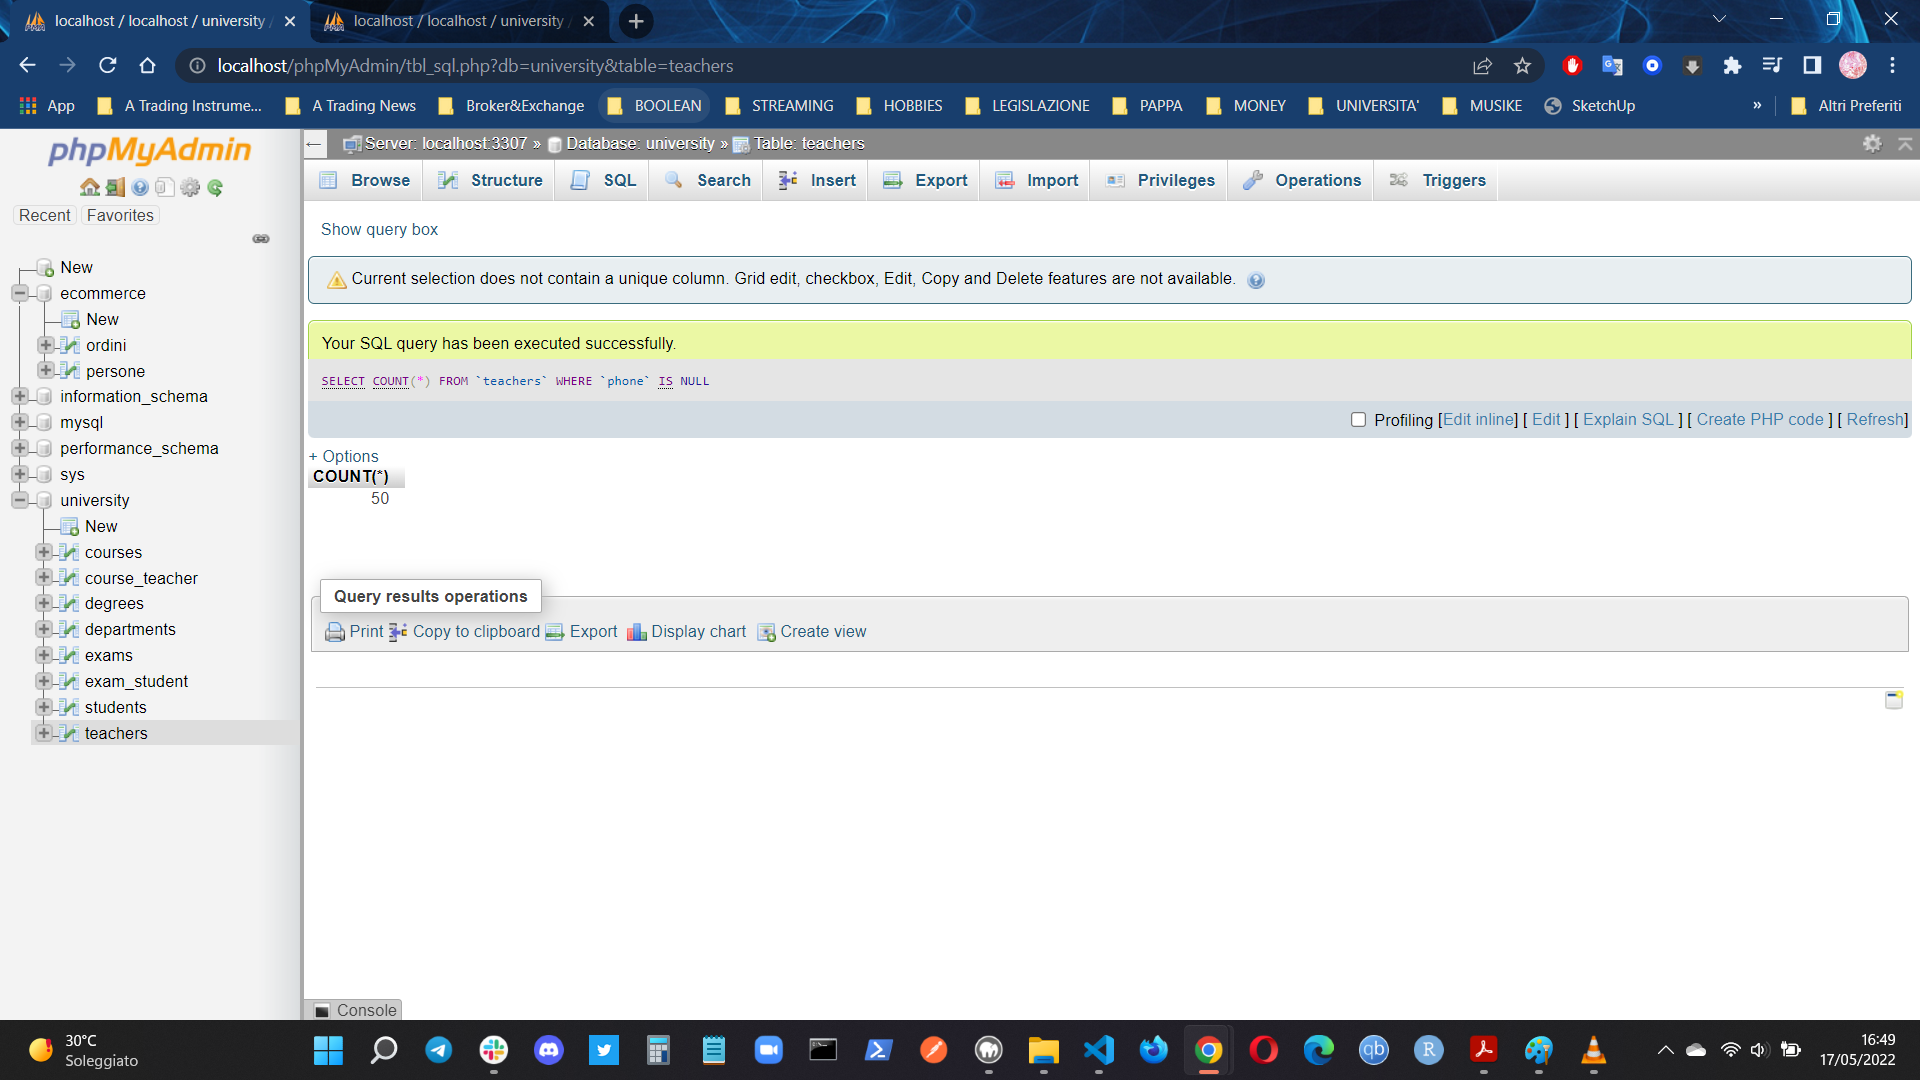 localhost / localhost / university
localhost / localhost / university
localhost/phpMyAdmin/tbl_sql.php?db=university&table=teachers
App
A Trading Instrume...
A Trading News
Broker&Exchange
BOOLEAN
STREAMING
HOBBIES
LEGISLAZIONE
PAPPA
MONEY
UNIVERSITA'
MUSIKE
SketchUp
»
Altri Preferiti
phpMyAdmin
Recent
Favorites
New
ecommerce
New
ordini
persone
information_schema
mysql
performance_schema
sys
university
New
courses
course_teacher
degrees
departments
exams
exam_student
students
teachers
Server: localhost:3307 » Database: university » Table: teachers
Browse
Structure
SQL
Search
Insert
Export
Import
Privileges
Operations
Triggers
Show query box
Current selection does not contain a unique column. Grid edit, checkbox, Edit, Copy and Delete features are not available.
Your SQL query has been executed successfully.
SELECT COUNT(*) FROM `teachers` WHERE `phone` IS NULL
Profiling [Edit inline] [ Edit ] [ Explain SQL ] [ Create PHP code ] [ Refresh]
+ Options
COUNT(*)
50
Query results operations
Print
Copy to clipboard
Export
Display chart
Create view
Console
30°C
Soleggiato
qb
R
16:49
17/05/2022